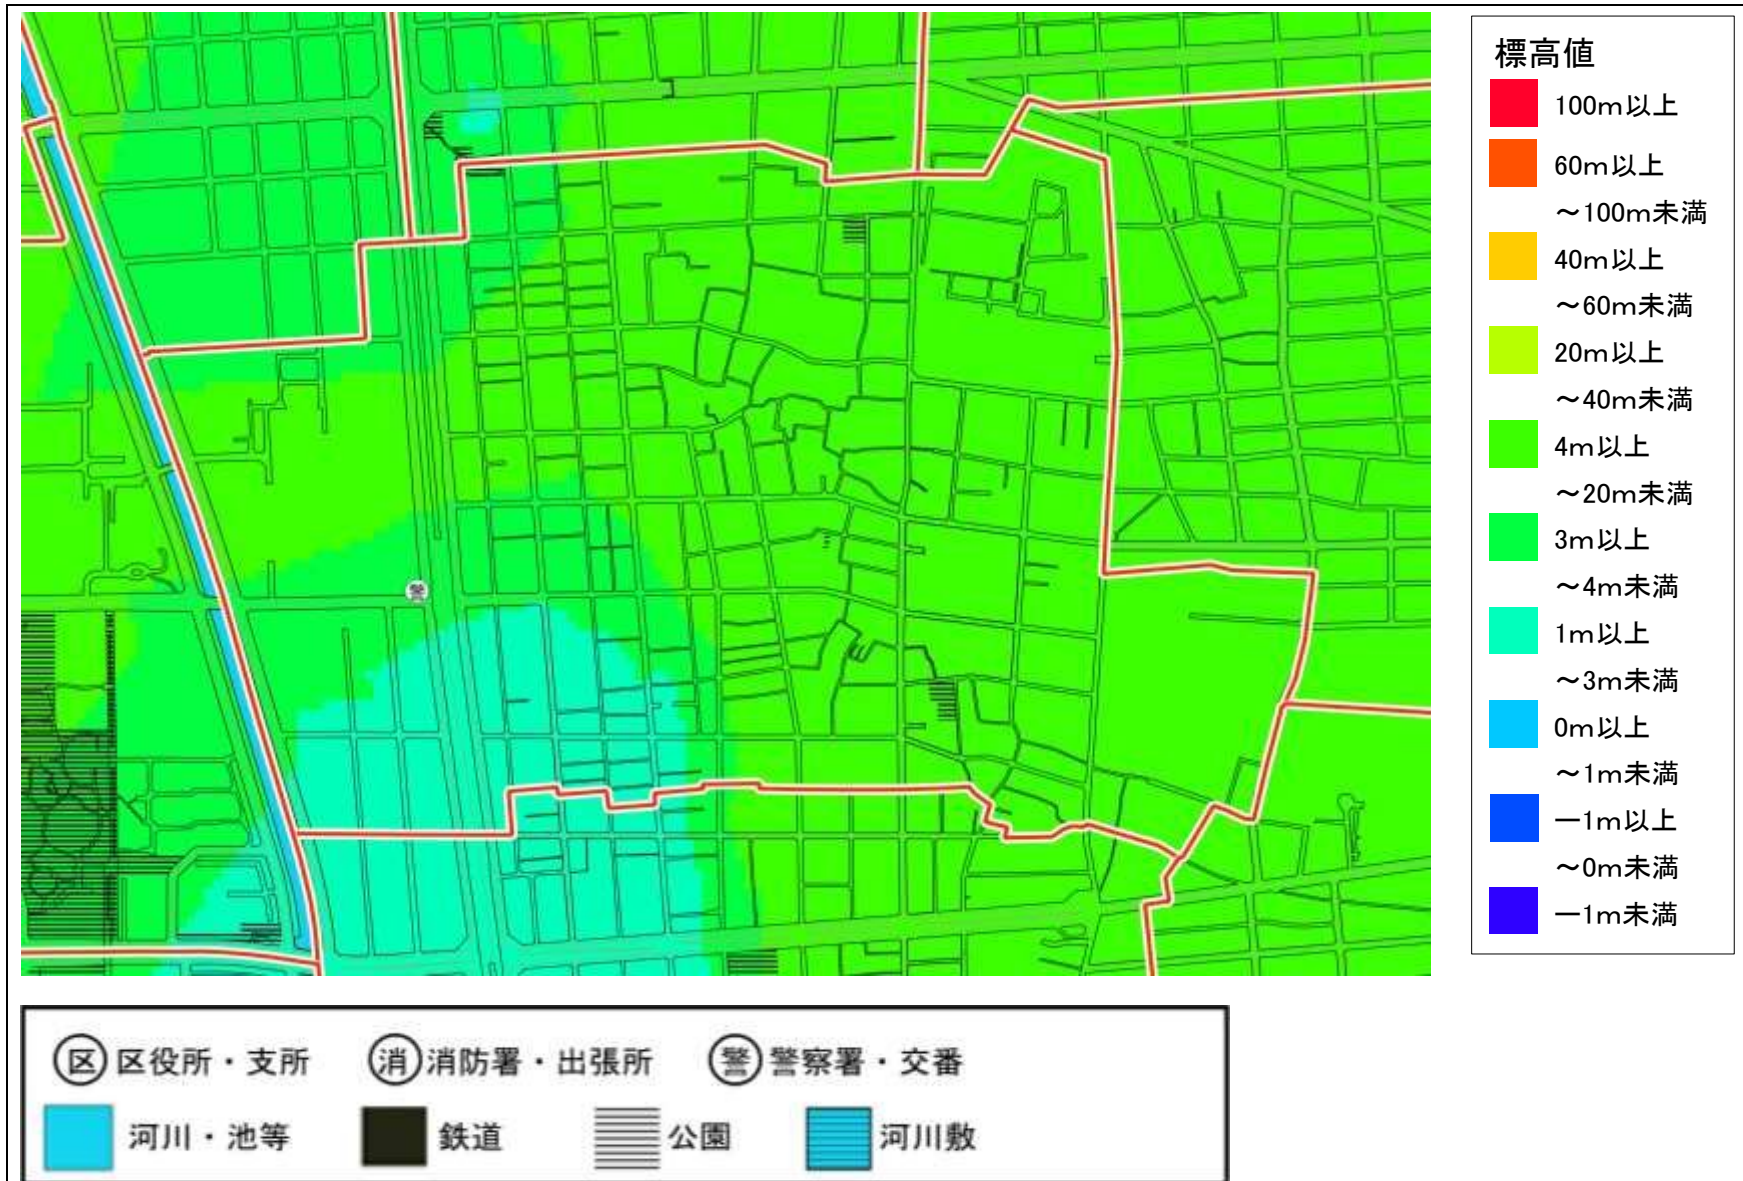 標高値
100m以上
60m以上
～100m未満
40m以上
～60m未満
20m以上
～40m未満
4m以上
～20m未満
3m以上
～4m未満
1m以上
～3m未満
0m以上
～1m未満
ー1m以上
～0m未満
ー1m未満
警
区 区役所・支所 消 消防署・出張所 警 警察署・交番
河川・池等 鉄道 公園 河川敷